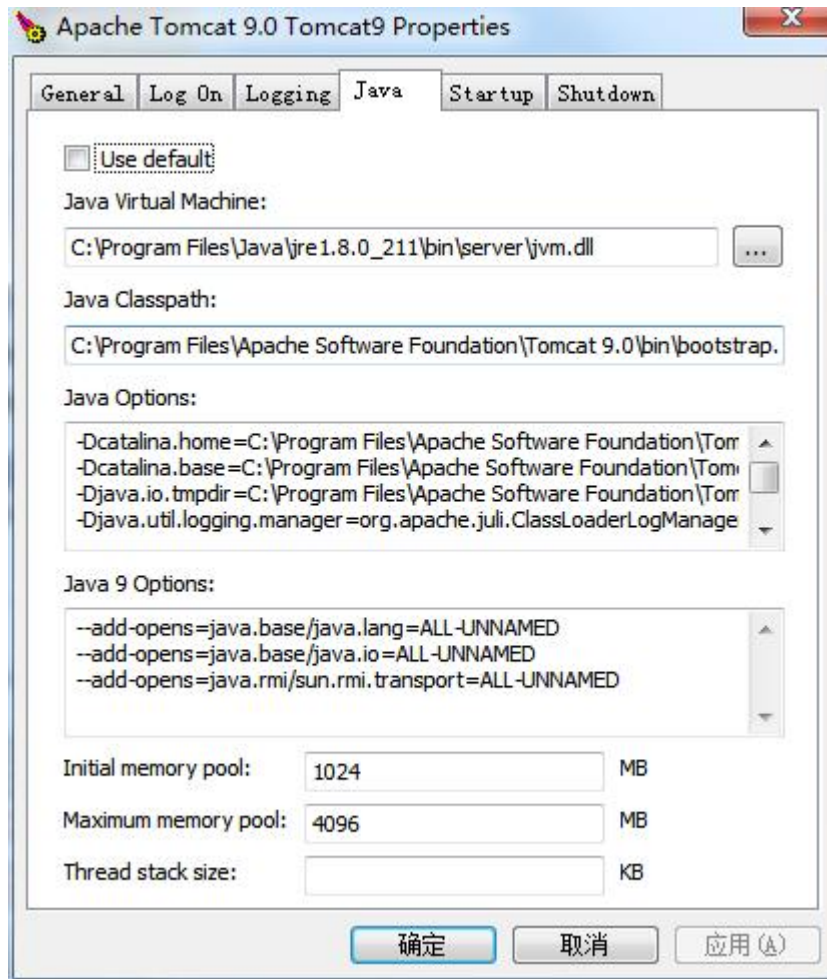 Apache Tomcat 9.0 Tomcat9 Properties
General Log On Logging Java Startup Shutdown
Use default
Java Virtual Machine:
C:\Program Files\Java\jre1.8.0_211\bin\server\jvm.dll ...
Java Classpath:
C:\Program Files\Apache Software Foundation\Tomcat 9.0\bin\bootstrap.
Java Options:
-Dcatalina.home=C:\Program Files\Apache Software Foundation\Tom
-Dcatalina.base=C:\Program Files\Apache Software Foundation\Tom
-Djava.io.tmpdir=C:\Program Files\Apache Software Foundation\Tom
-Djava.util.logging.manager=org.apache.juli.ClassLoaderLogManage
Java 9 Options:
--add-opens=java.base/java.lang=ALL-UNNAMED
--add-opens=java.base/java.io=ALL-UNNAMED
--add-opens=java.rmi/sun.rmi.transport=ALL-UNNAMED
Initial memory pool: 1024 MB
Maximum memory pool: 4096 MB
Thread stack size: KB
确定 取消 应用(A)